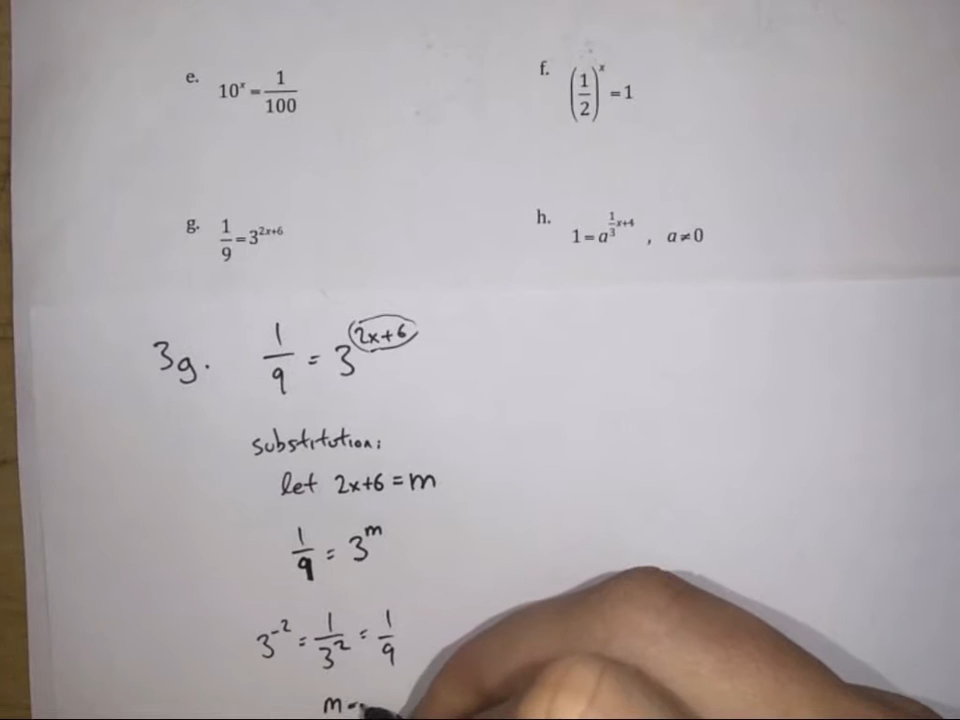 e. 10^x = 1/100
f. (1/2)^x = 1
g. 1/9 = 3^(2x+6)
h. 1 = a^(1/3 x+4) , a≠0
3g. 1/9 = 3^(2x+6)
substitution:
let 2x+6 = m
1/9 = 3^m
3^-2 = 1/3^2 = 1/9
m =